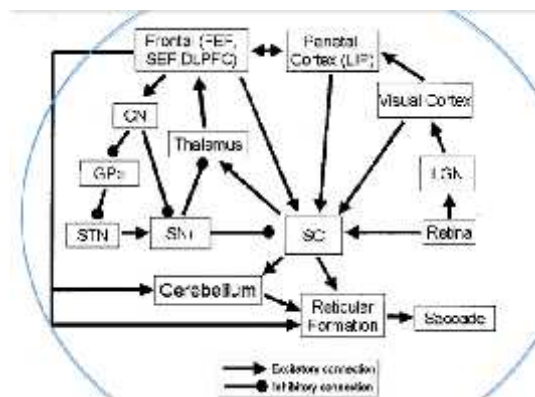 Frontal (FEF,
SEF DLPFC)
Parietal
Cortex (LIP)
Visual Cortex
CN
Thalamus
LGN
GPe
STN
SNr
SC
Retina
Cerebellum
Reticular
Formation
Saccade
Excitatory connection
Inhibitory connection